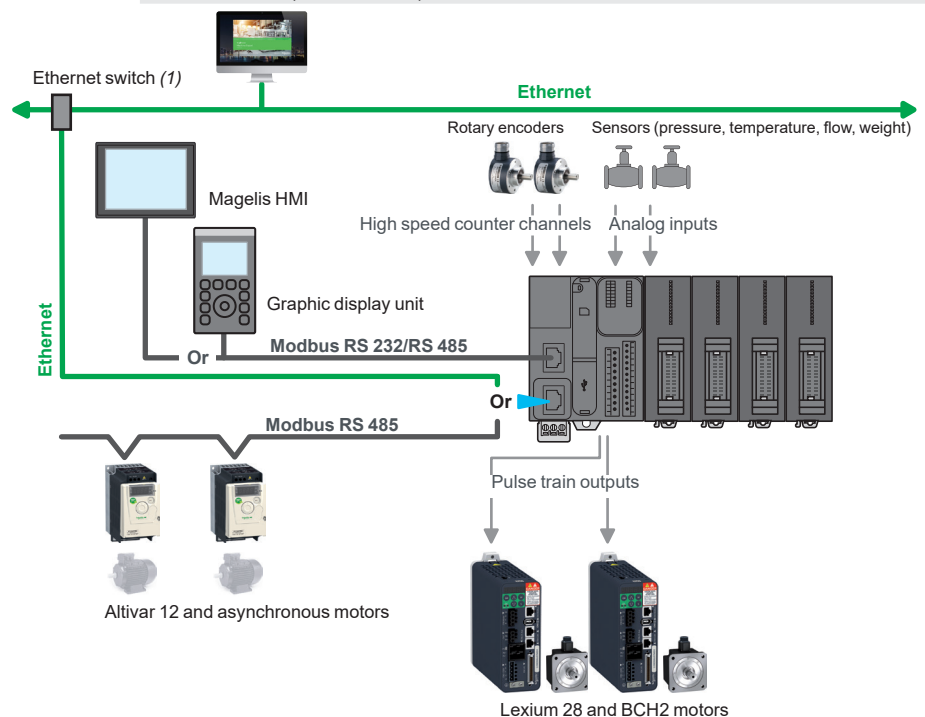 Ethernet switch (1)
Ethernet
Rotary encoders
Sensors (pressure, temperature, flow, weight)
Magelis HMI
High speed counter channels
Analog inputs
Graphic display unit
Ethernet
Or
Modbus RS 232/RS 485
Or
Modbus RS 485
Pulse train outputs
Altivar 12 and asynchronous motors
Lexium 28 and BCH2 motors